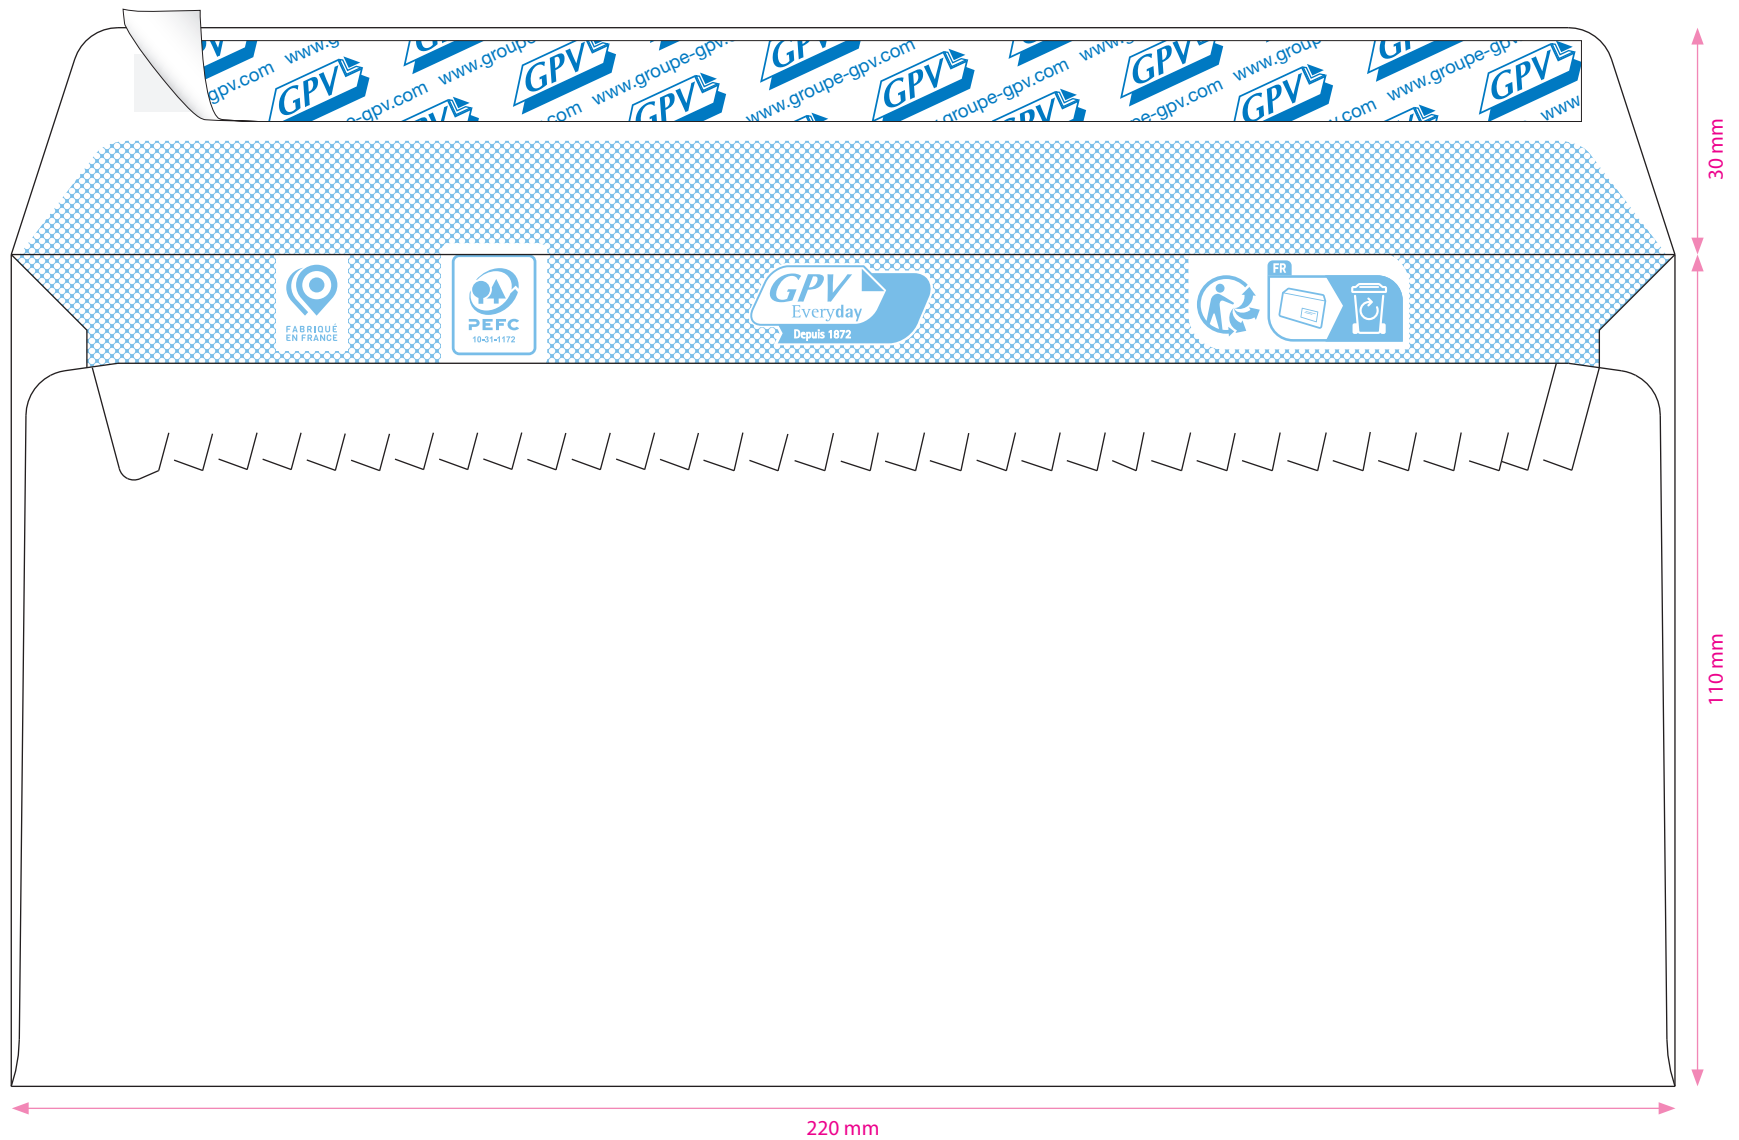 GPV
www.groupe-gpv.com
30 mm
FR
FABRIQUÉ
EN FRANCE
PEFC
10-31-1172
GPV
Everyday
Depuis 1872
110 mm
220 mm